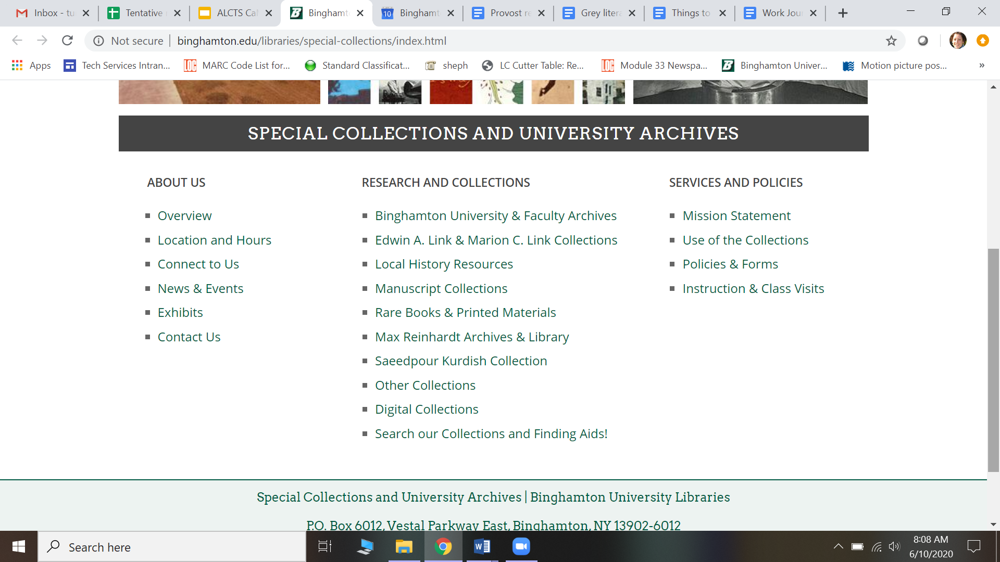 Inbox - tu
Tentative
ALCTS Ca
Binghamt
10
Binghamt
Provost re
Grey litera
Things to
Work Jou
Not secure
binghamton.edu/libraries/special-collections/index.html
Apps
Tech Services Intran...
LOC
MARC Code List for...
Standard Classificat...
sheph
LC Cutter Table: Re...
LOC
Module 33 Newspa...
B
Binghamton Univer...
Motion picture pos...
»
SPECIAL COLLECTIONS AND UNIVERSITY ARCHIVES
ABOUT US
Overview
Location and Hours
Connect to Us
News & Events
Exhibits
Contact Us
RESEARCH AND COLLECTIONS
Binghamton University & Faculty Archives
Edwin A. Link & Marion C. Link Collections
Local History Resources
Manuscript Collections
Rare Books & Printed Materials
Max Reinhardt Archives & Library
Saeedpour Kurdish Collection
Other Collections
Digital Collections
Search our Collections and Finding Aids!
SERVICES AND POLICIES
Mission Statement
Use of the Collections
Policies & Forms
Instruction & Class Visits
Special Collections and University Archives | Binghamton University Libraries
P.O. Box 6012, Vestal Parkway East, Binghamton, NY 13902-6012
Search here
W
8:08 AM
6/10/2020